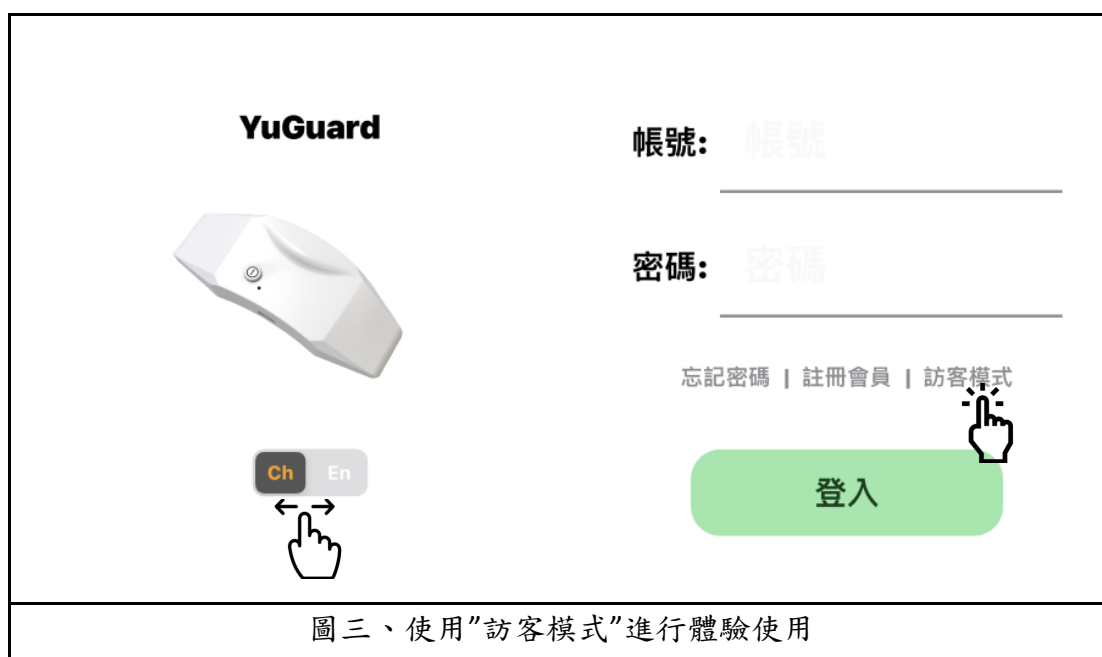 YuGuard
Ch En
帳號: 帳號
密碼: 密碼
忘記密碼 | 註冊會員 | 訪客模式
登入
圖三、使用"訪客模式"進行體驗使用